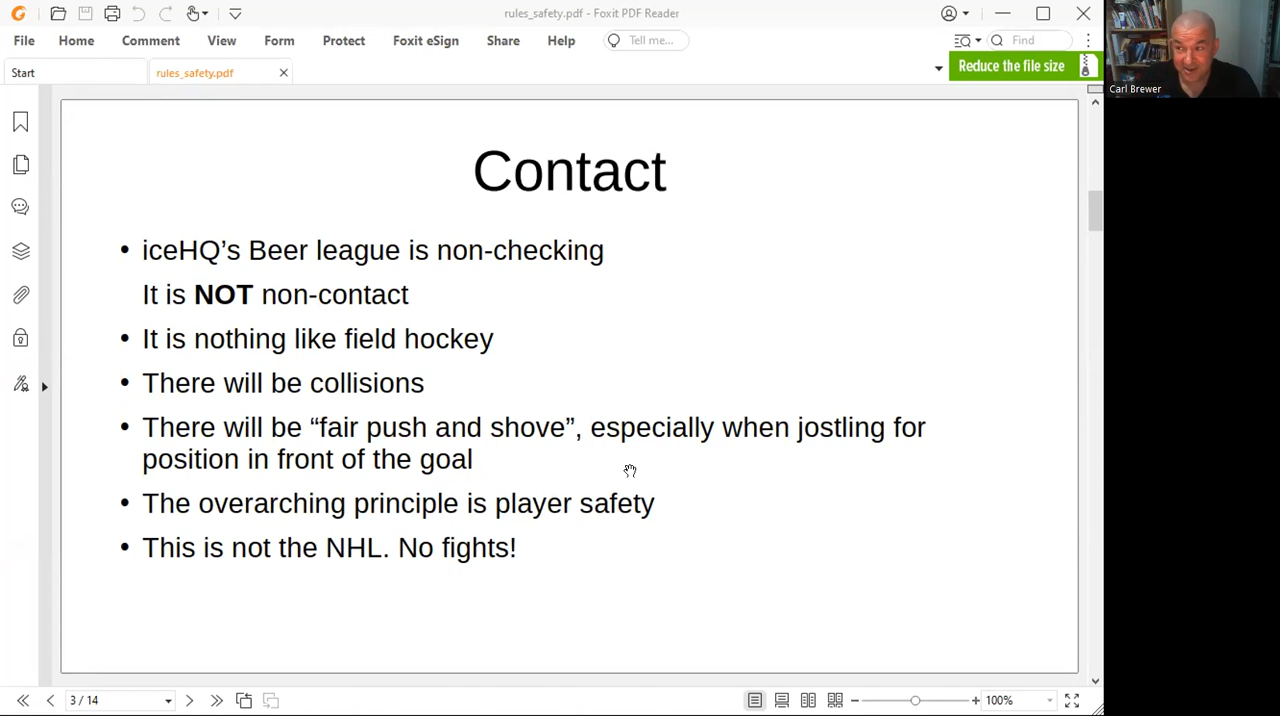 rules_safety.pdf - Foxit PDF Reader
File Home Comment View Form Protect Foxit eSign Share Help Tell me... Find
Start rules_safety.pdf Reduce the file size
Carl Brewer
Contact
• iceHQ’s Beer league is non-checking
It is NOT non-contact
• It is nothing like field hockey
• There will be collisions
• There will be “fair push and shove”, especially when jostling for
position in front of the goal
• The overarching principle is player safety
• This is not the NHL. No fights!
3 / 14 100%